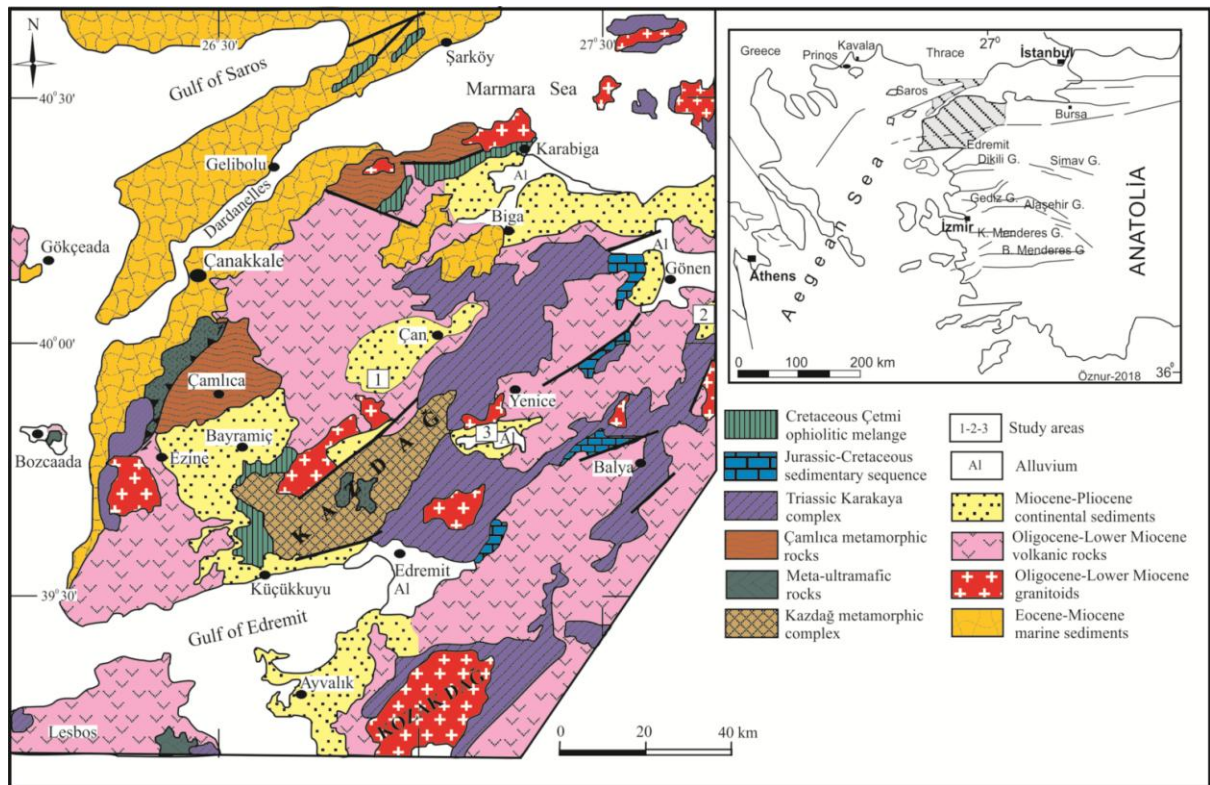 N
26°30'
27°30'
Şarköy
Gulf of Saros
40°30'
Marmara Sea
Karabiga
Gelibolu
Al
Dardanelles
Biga
Gökçeada
Al
Çanakkale
Gönen
2
40°00'
Çan
1
Çamlıca
Yenice
Bayramiç
3
Al
Bozcaada
Ezine
Balya
KAZDAĞ
Edremit
Al
39°30'
Küçükkuyu
Gulf of Edremit
Ayvalık
KOZAK DAĞ
Lesbos
0 20 40 km
27°
Greece
Kavala
Thrace
İstanbul
Prinos
Saros
Bursa
Edremit
Dikili G.
Simav G.
Gediz G.
Alaşehir G.
İzmir
K. Menderes G.
B. Menderes G
Athens
Aegean Sea
ANATOLİA
0 50 100 200 km
Öznur-2018
36°
Cretaceous Çetmi
ophiolitic melange
Jurassic-Cretaceous
sedimentary sequence
Triassic Karakaya
complex
Çamlıca metamorphic
rocks
Meta-ultramafic
rocks
Kazdağ metamorphic
complex
1-2-3
Study areas
Al
Alluvium
Miocene-Pliocene
continental sediments
Oligocene-Lower Miocene
volcanic rocks
Oligocene-Lower Miocene
granitoids
Eocene-Miocene
marine sediments